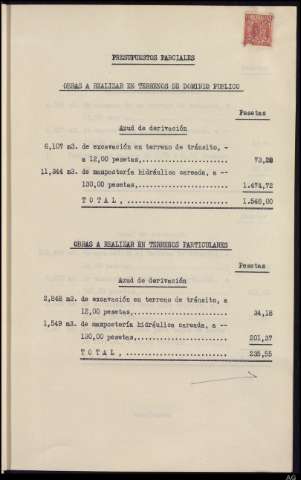 PRESUPUESTOS PARCIALES
OBRAS A REALIZAR EN TERRENOS DE DOMINIO PUBLICO
Pesetas
Azud de derivación
6,107 m3. de excavación en terreno de tránsito, -
a 12,00 pesetas,........................ 73,28
11,344 m3. de mampostería hidráulica careada, a --
130,00 pesetas,......................... 1.474,72
T O T A L , ............................ 1.548,00
OBRAS A REALIZAR EN TERRENOS PARTICULARES
Pesetas
Azud de derivación
2,848 m3. de excavación en terreno de tránsito, a
12,00 pesetas,.......................... 34,18
1,549 m3. de mampostería hidráulica careada, a --
130,00 pesetas,......................... 201,37
T O T A L , ............................ 235,55
AG